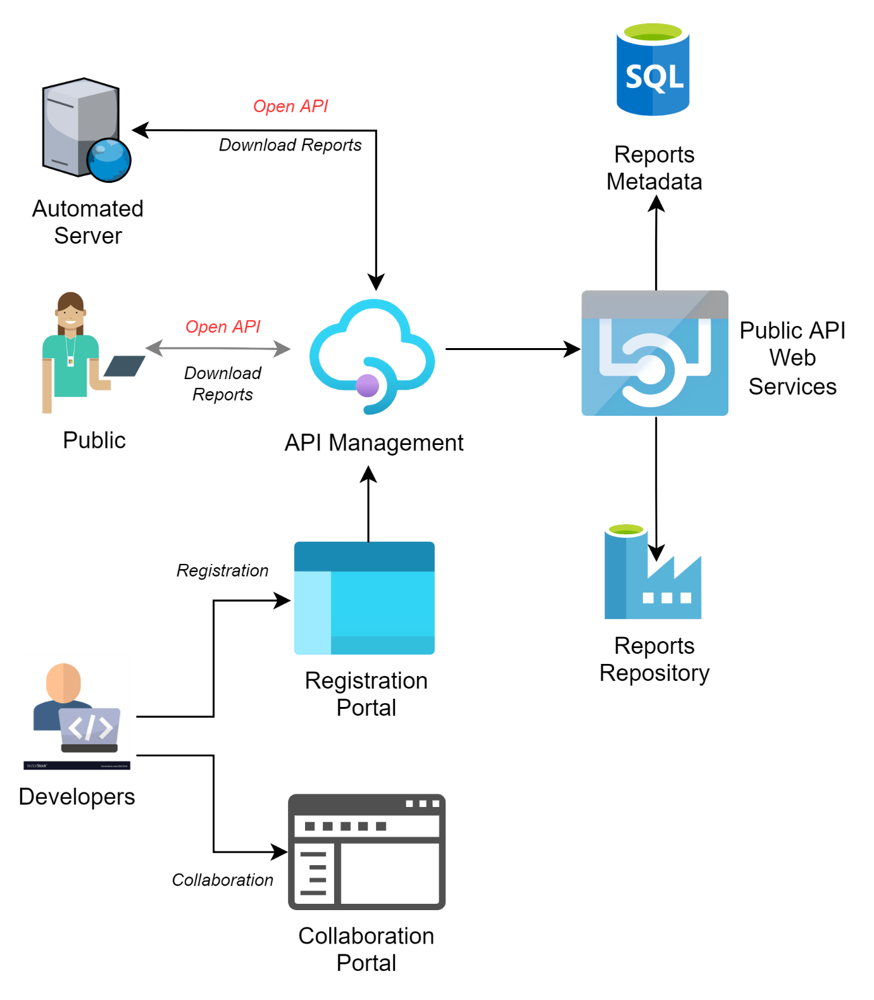 SQL
Open API
Download Reports
Reports
Metadata
Automated
Server
Open API
Download
Reports
Public
API Management
Public API
Web
Services
Registration
Registration
Portal
Reports
Repository
</>
VectorStock
Developers
Collaboration
Collaboration
Portal